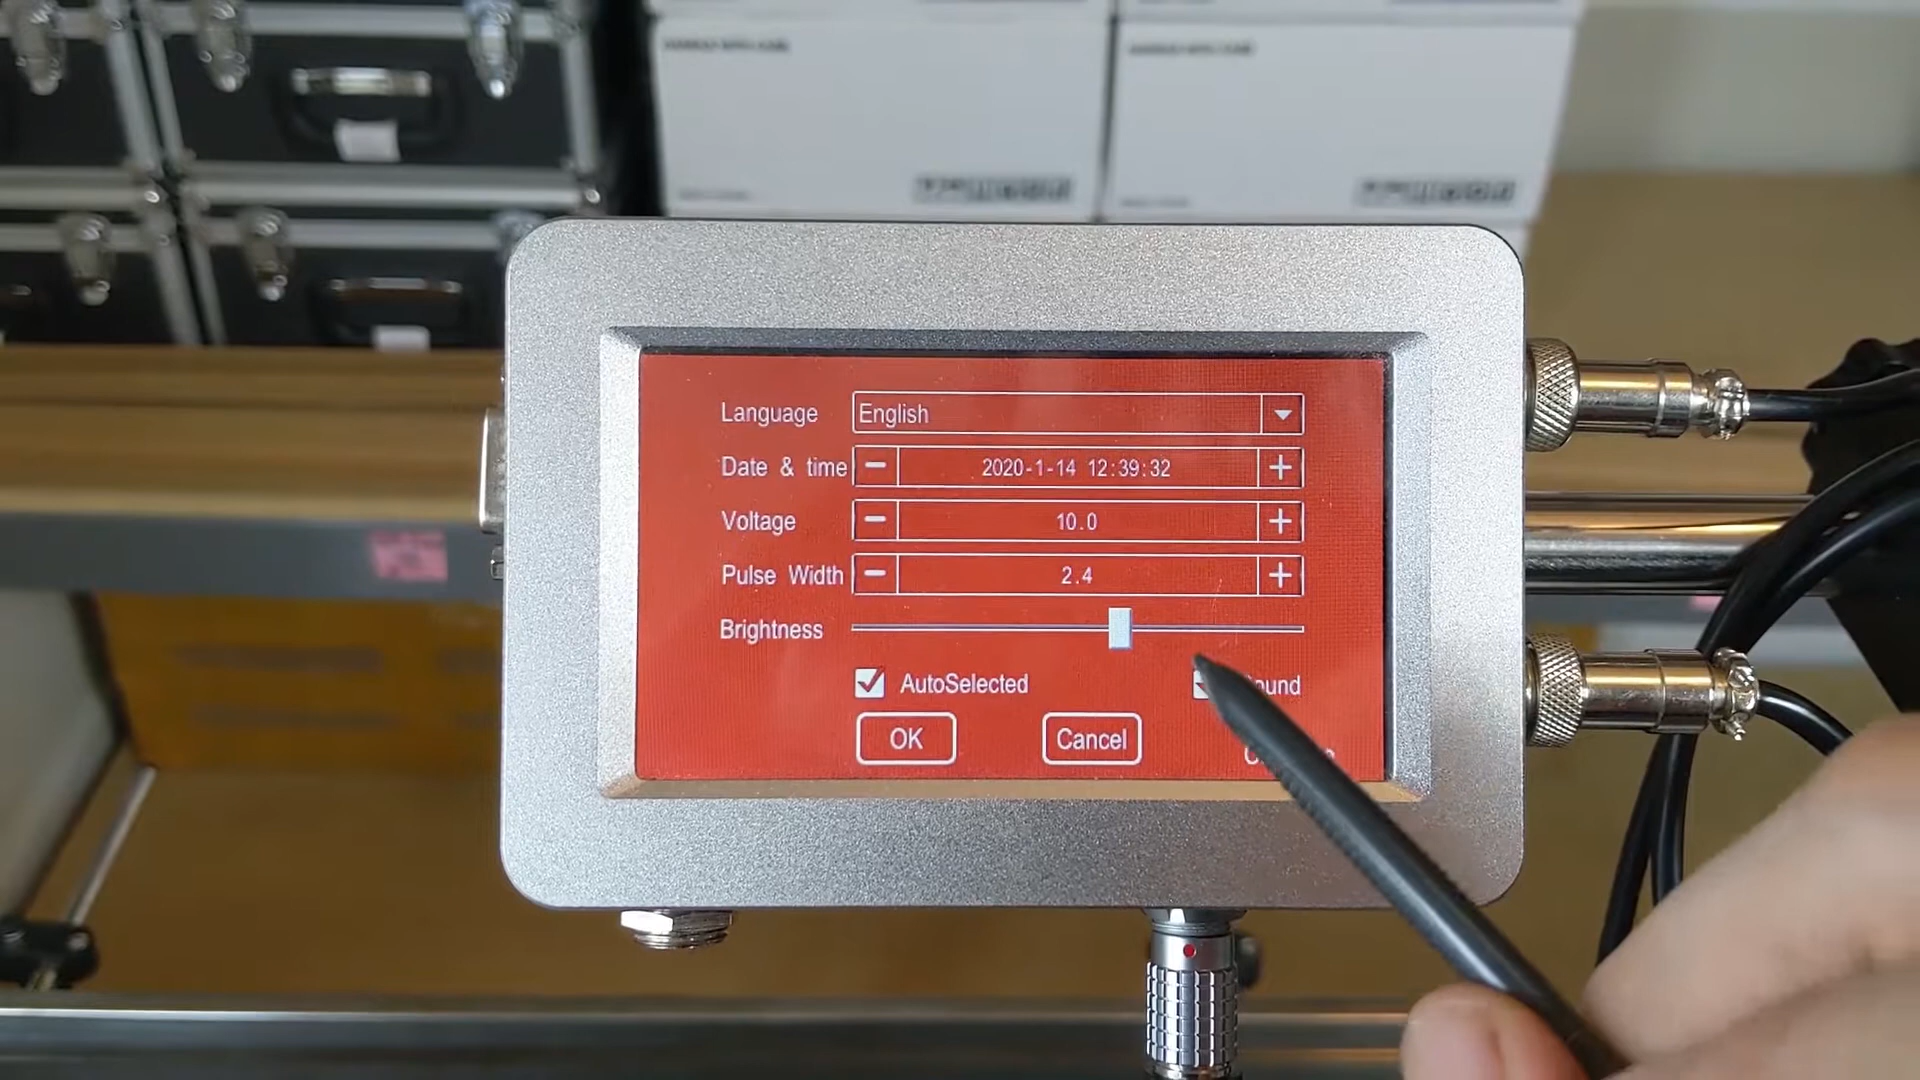 Language English
Date & time 2020-1-14 12:39:32
Voltage 10.0
Pulse Width 2.4
Brightness
AutoSelected
OK Cancel